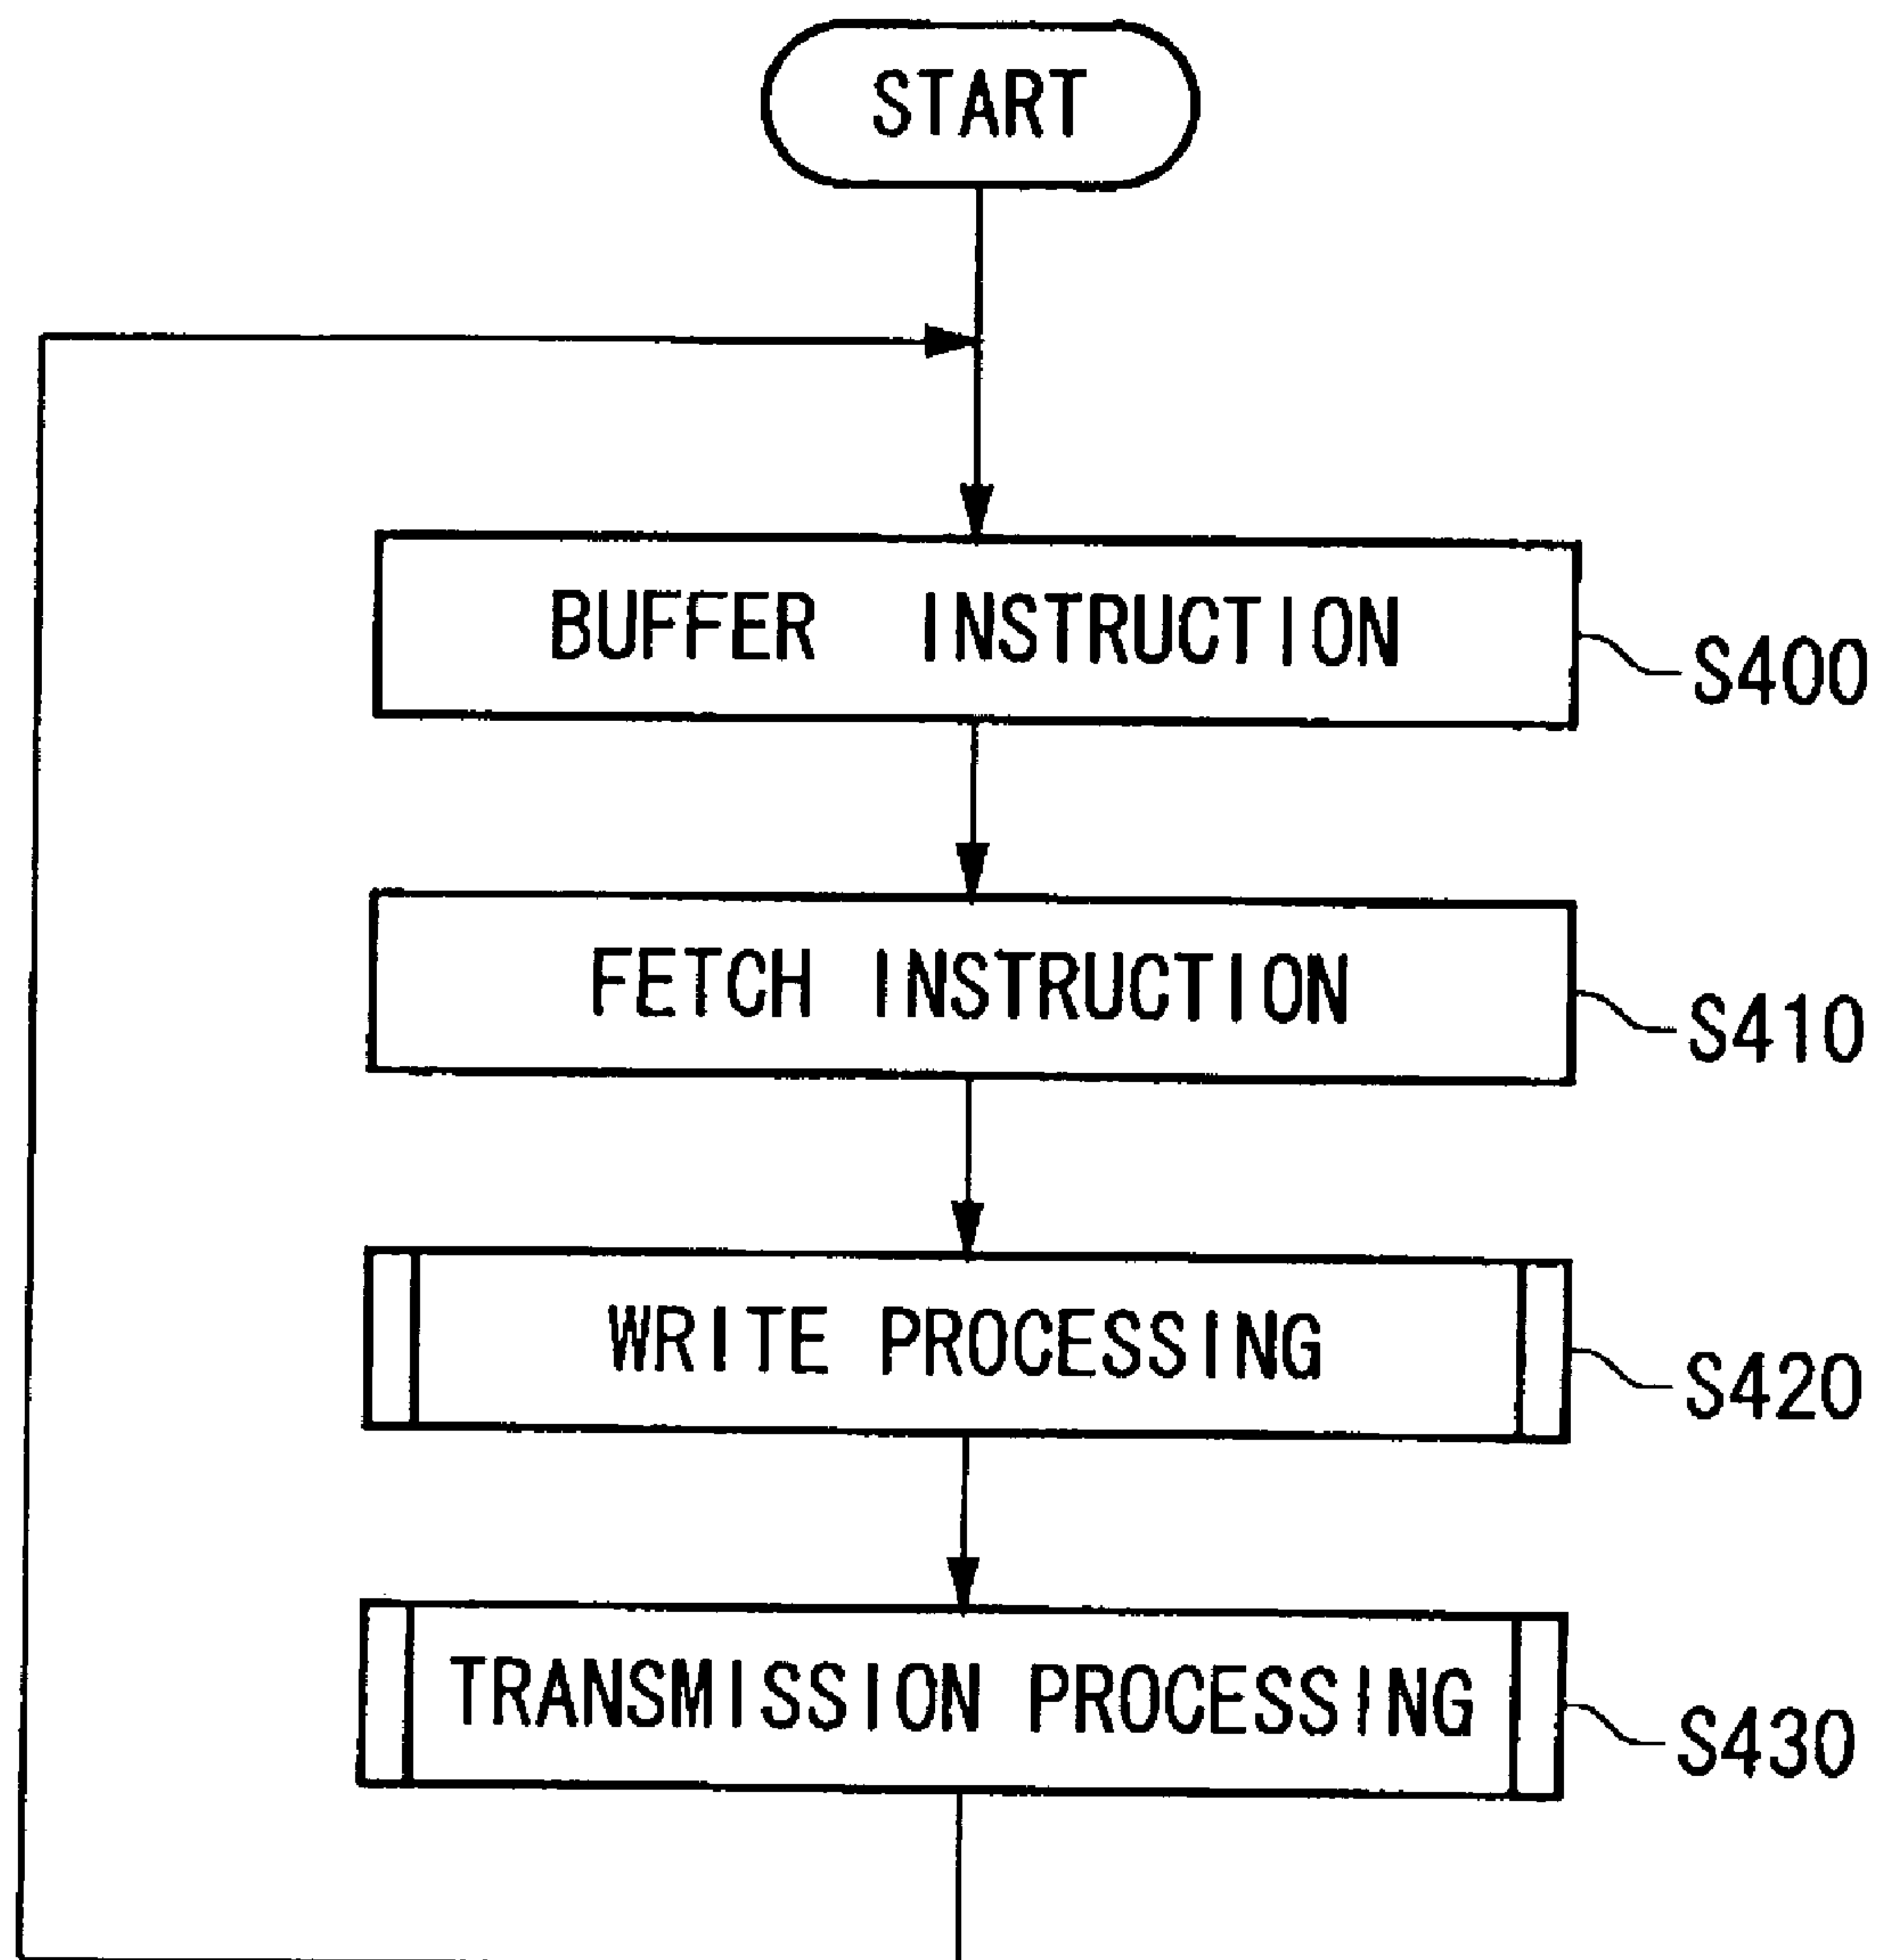 START
BUFFER INSTRUCTION
S400
FETCH INSTRUCTION
S410
WRITE PROCESSING
S420
TRANSMISSION PROCESSING
S430